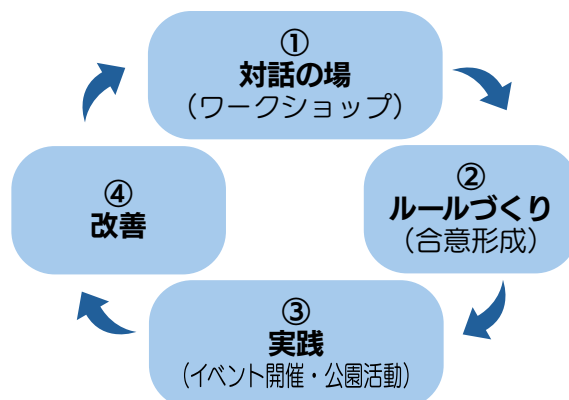 ①
対話の場
(ワークショップ)
②
ルールづくり
(合意形成)
③
実践
(イベント開催・公園活動)
④
改善